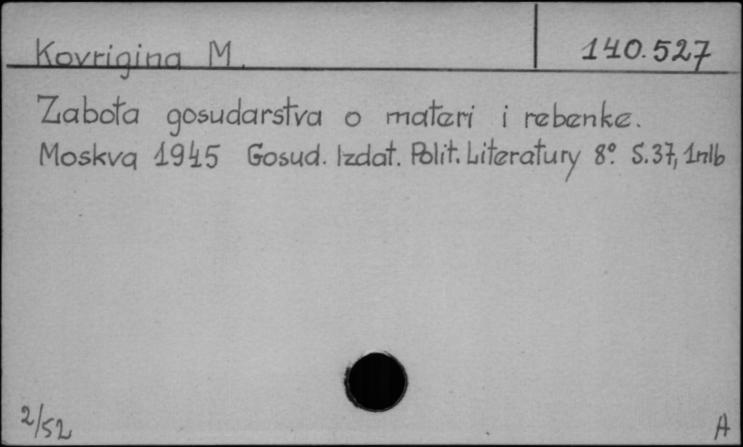 Kovrigina M. 140.527
Zabota gosudarstva o materi i rebenke.
Moskva 1945 Gosud. Izdat. Polit. Literatury 8° S.37, 1nlb
2/52 A